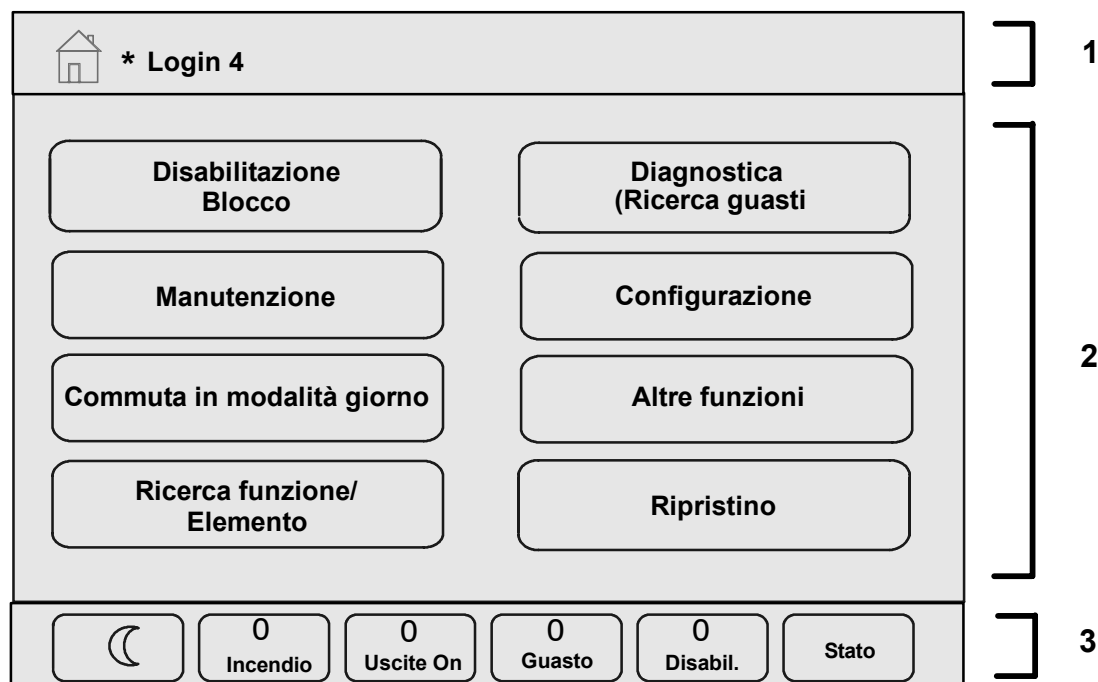 * Login 4
1
Disabilitazione
Blocco
Diagnostica
(Ricerca guasti
Manutenzione
Configurazione
2
Commuta in modalità giorno
Altre funzioni
Ricerca funzione/
Elemento
Ripristino
0
Incendio
0
Uscite On
0
Guasto
0
Disabil.
Stato
3